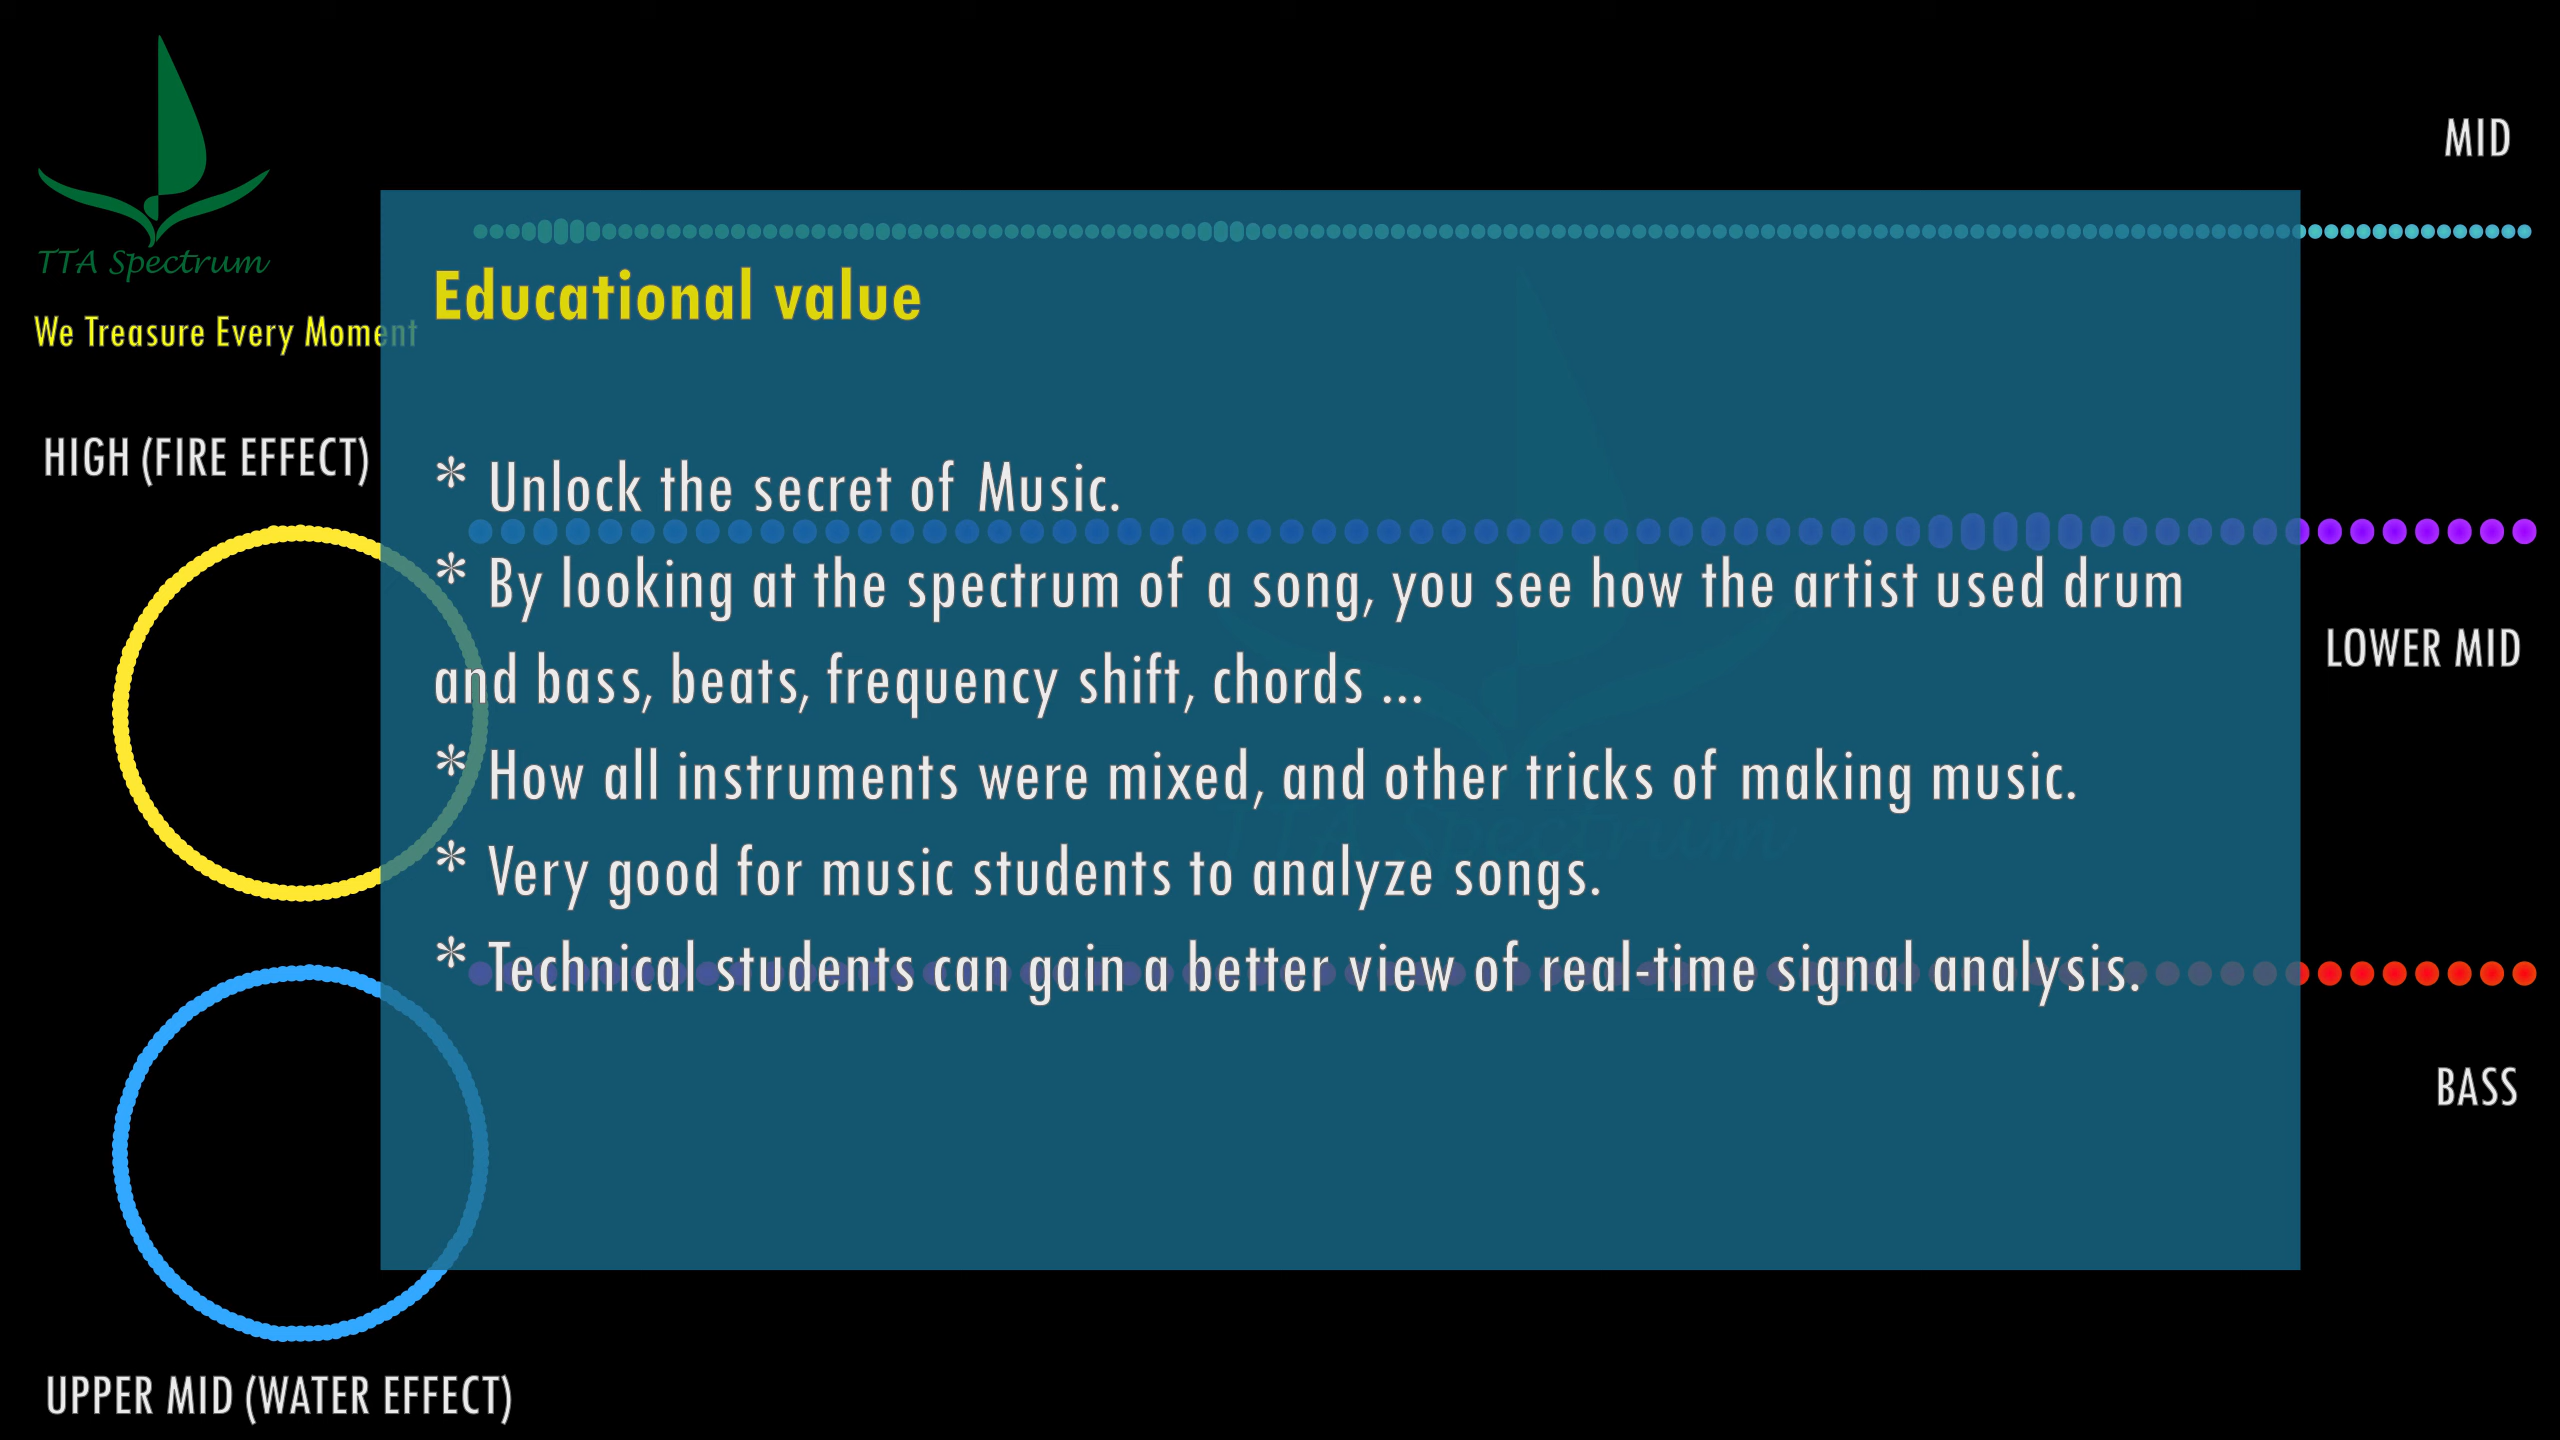 TTA Spectrum
We Treasure Every Moment
MID
Educational value
HIGH (FIRE EFFECT)
* Unlock the secret of Music.
* By looking at the spectrum of a song, you see how the artist used drum
and bass, beats, frequency shift, chords ...
LOWER MID
* How all instruments were mixed, and other tricks of making music.
TTA Spectrum
* Very good for music students to analyze songs.
* Technical students can gain a better view of real-time signal analysis.
BASS
UPPER MID (WATER EFFECT)